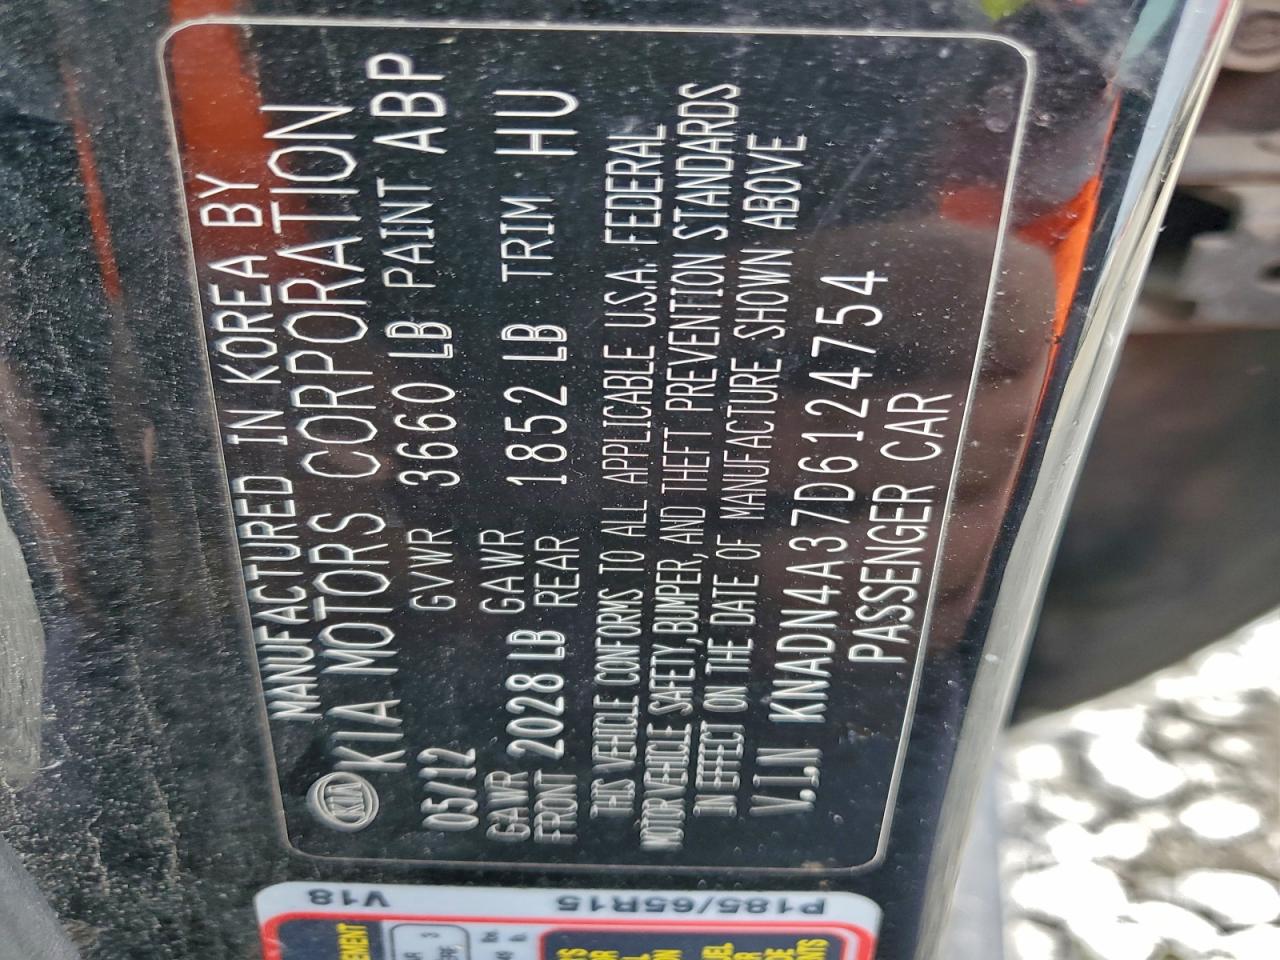 MANUFACTURED IN KOREA BY
KIA KIA MOTORS CORPORATION
05/12 GVWR 3660 LB PAINT ABP
GAWR FRONT 2028 LB GAWR REAR 1852 LB TRIM HU
THIS VEHICLE CONFORMS TO ALL APPLICABLE U.S.A. FEDERAL
MOTOR VEHICLE SAFETY, BUMPER, AND THEFT PREVENTION STANDARDS
IN EFFECT ON THE DATE OF MANUFACTURE SHOWN ABOVE
V.I.N KNADN4A37D6124754
PASSENGER CAR
P185/65R15 V18